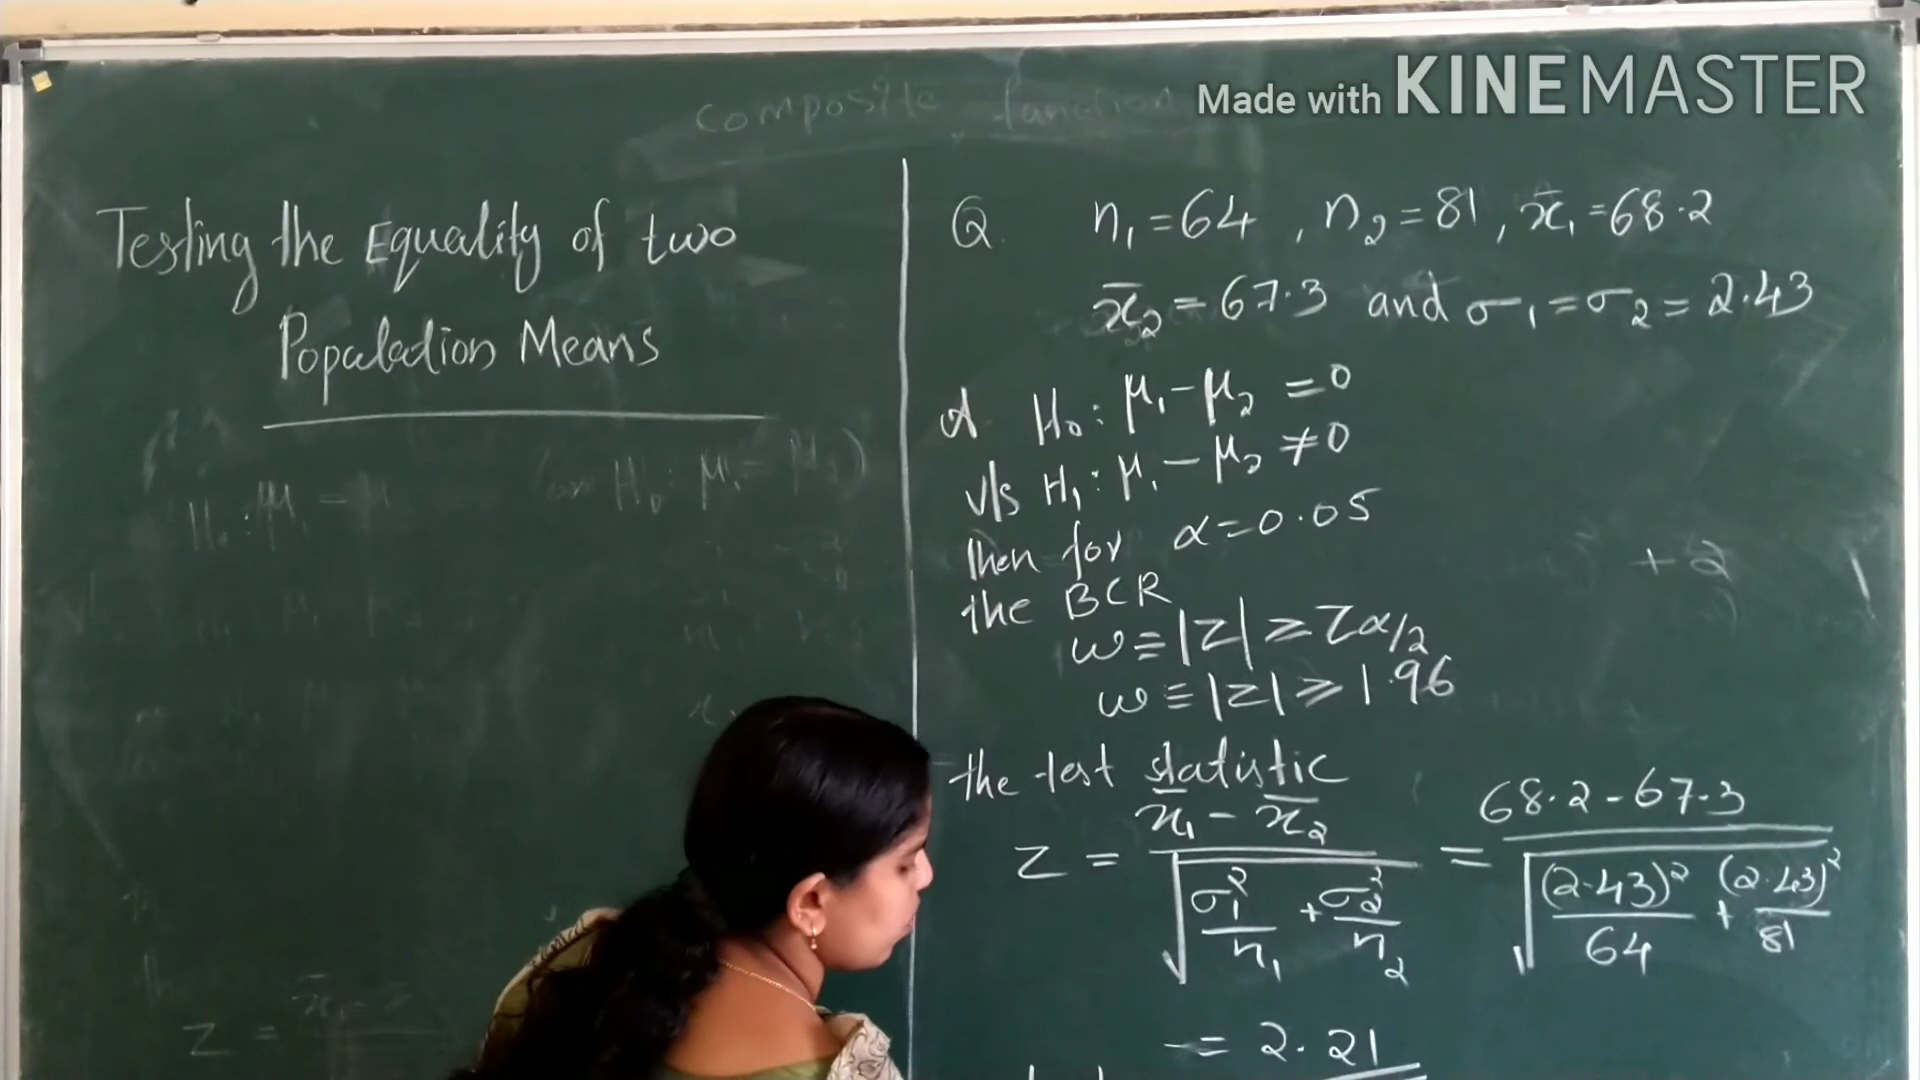 Made with KINEMASTER
composite function
Testing the Equality of two
Population Means
Q. n₁ = 64 , n₂ = 81 , x̄₁ = 68.2
x̄₂ = 67.3 and σ₁ = σ₂ = 2.43
A H₀ : μ₁ - μ₂ = 0
v/s H₁ : μ₁ - μ₂ ≠ 0
then for α = 0.05
the BCR
ω ≡ |Z| ≥ Zα/2
ω ≡ |Z| ≥ 1.96
the test statistic
Z = (x̄₁ - x̄₂) / √(σ₁²/n₁ + σ₂²/n₂) = (68.2 - 67.3) / √((2.43)²/64 + (2.43)²/81)
= 2.21